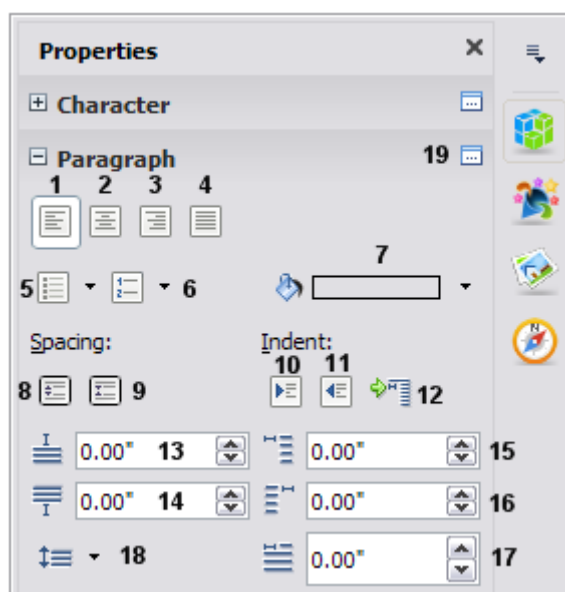 Properties
Character
Paragraph 19
1 2 3 4
7
5 6
Spacing: Indent:
10 11
8 9 12
0.00" 13 0.00" 15
0.00" 14 0.00" 16
18 0.00" 17